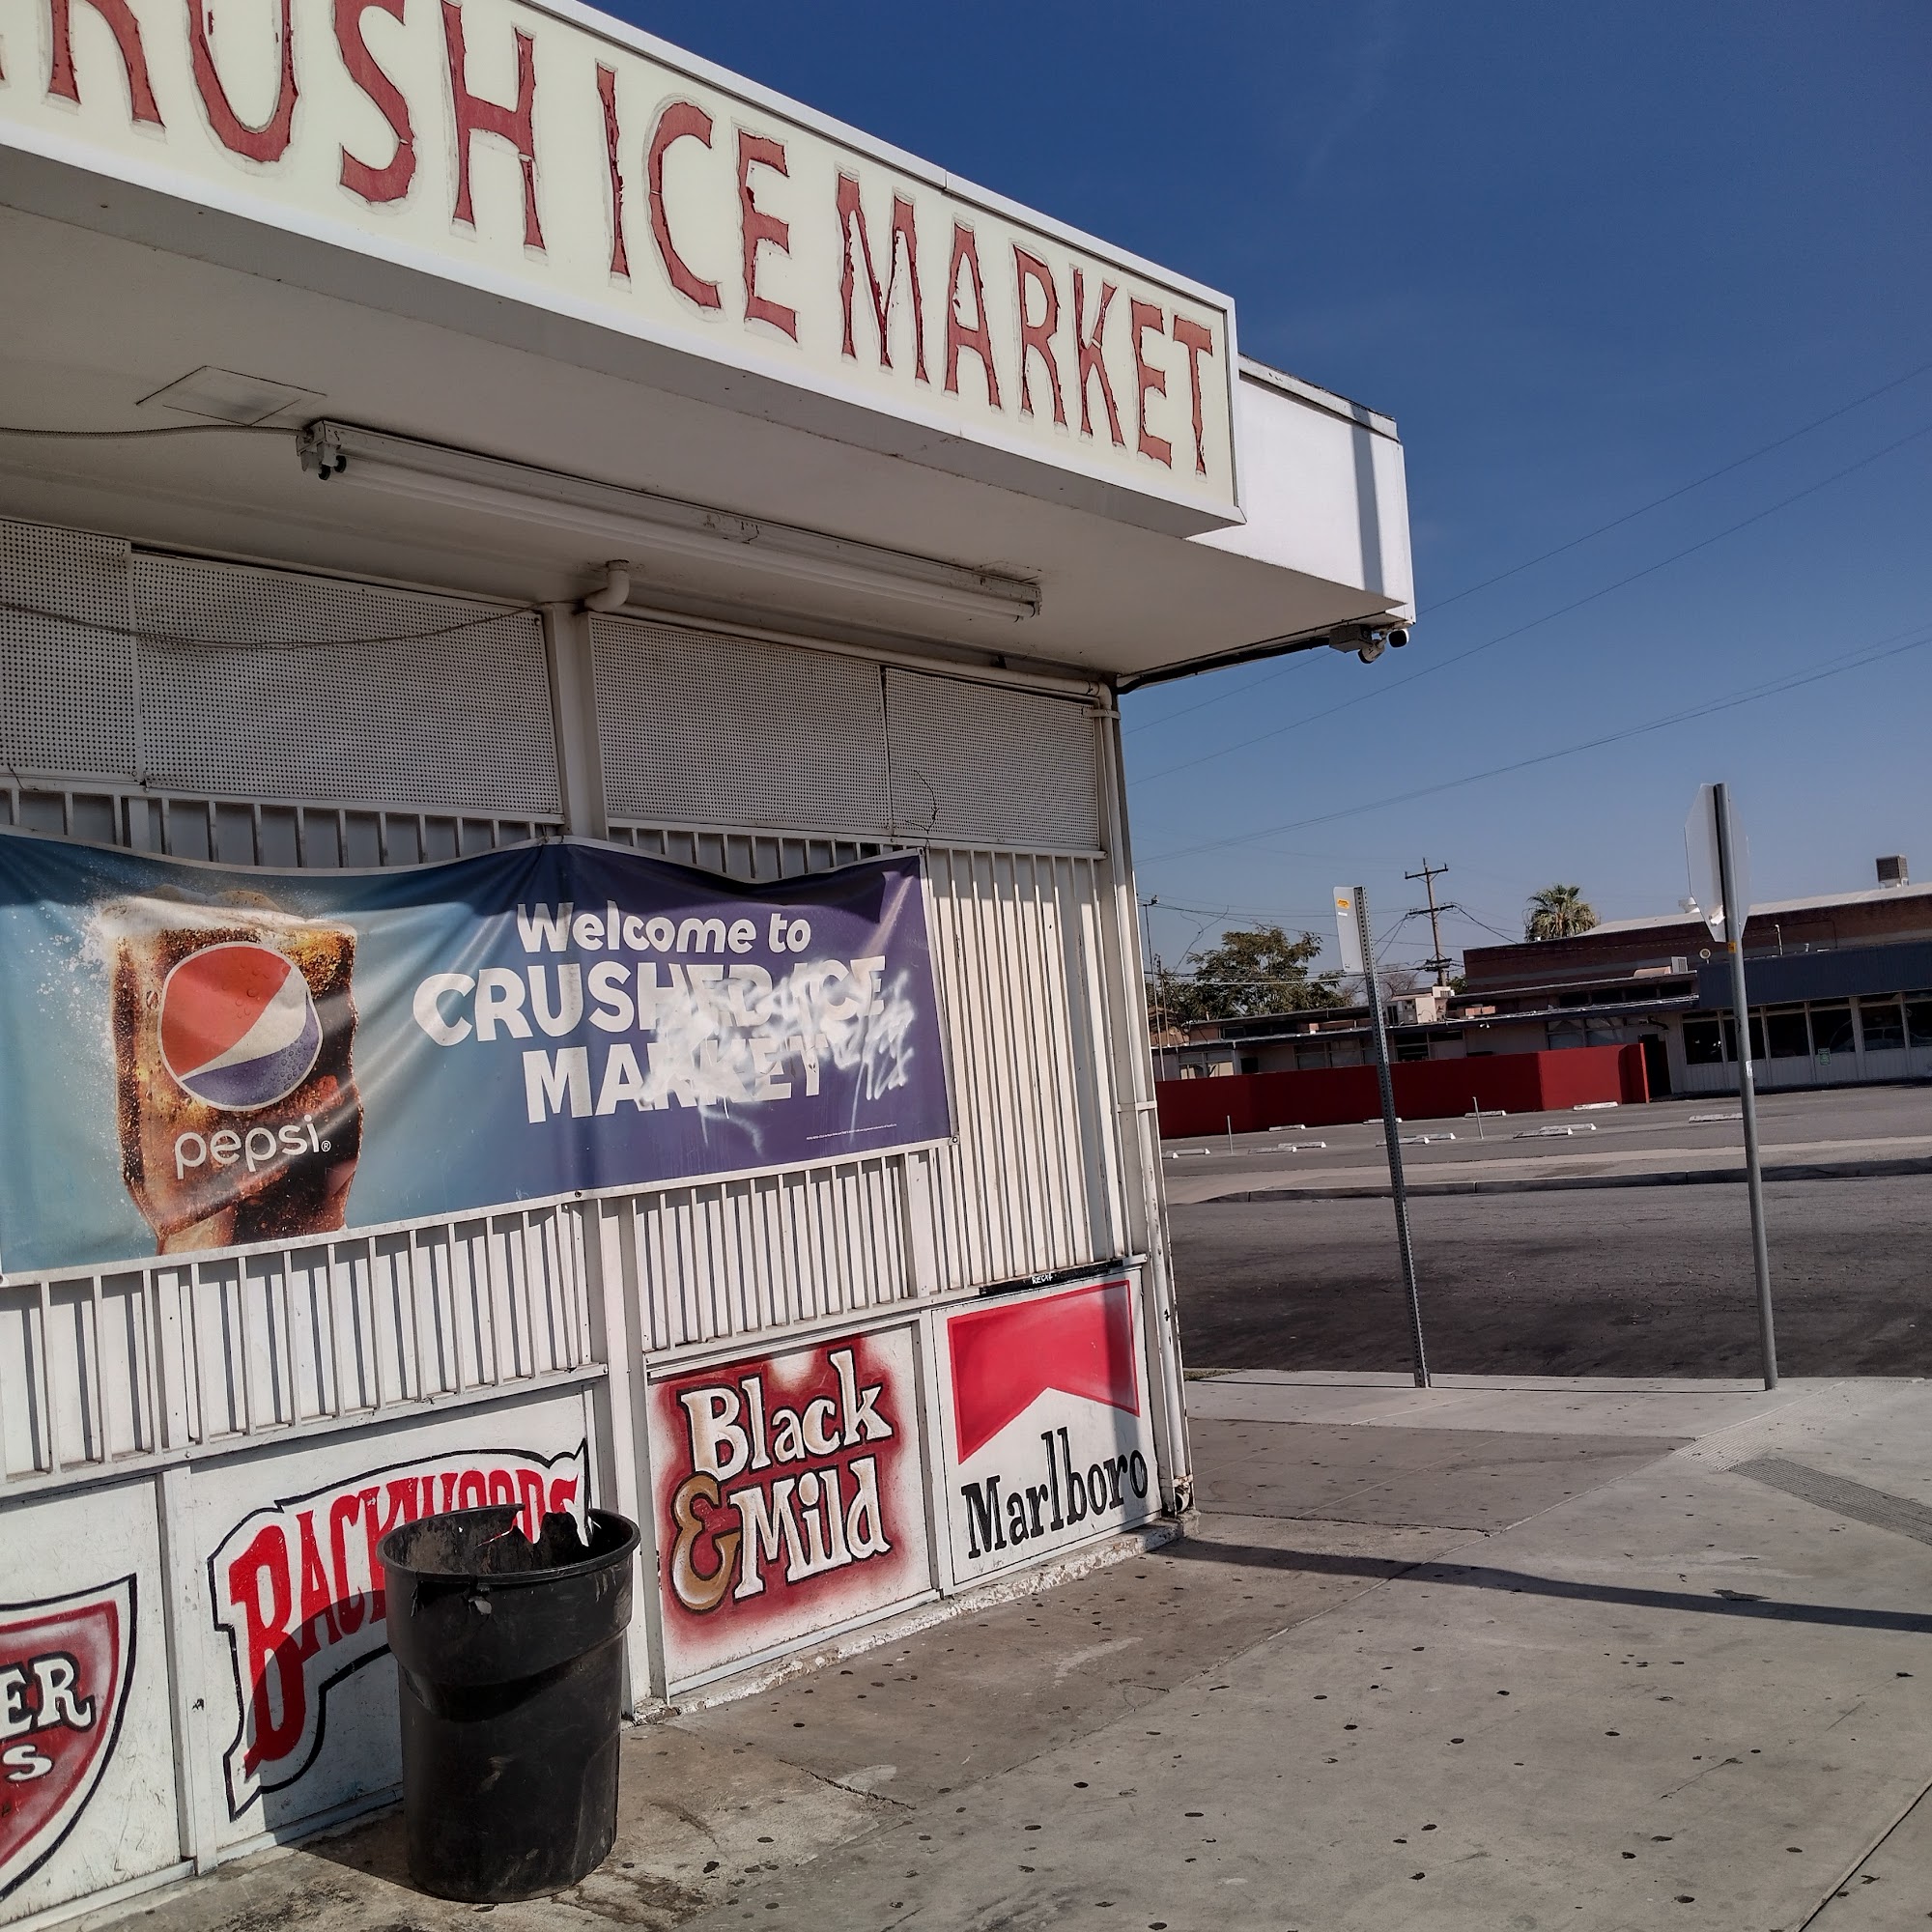 RUSH ICE MARKET
Welcome to
CRUSHED ICE
MARKET
pepsi®
Black
& Mild
Marlboro
BACKWOODS
ER
S